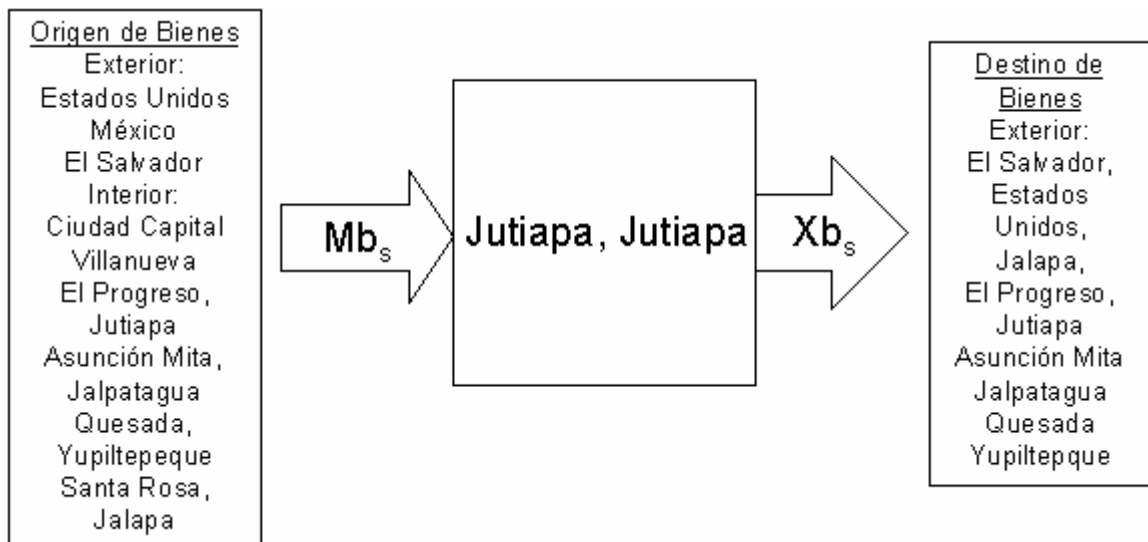 Origen de Bienes
Exterior:
Estados Unidos
México
El Salvador
Interior:
Ciudad Capital
Villanueva
El Progreso,
Jutiapa
Asunción Mita,
Jalpatagua
Quesada,
Yupiltepeque
Santa Rosa,
Jalapa
Mbs
Jutiapa, Jutiapa
Xbs
Destino de
Bienes
Exterior:
El Salvador,
Estados
Unidos,
Jalapa,
El Progreso,
Jutiapa
Asunción Mita
Jalpatagua
Quesada
Yupiltepque